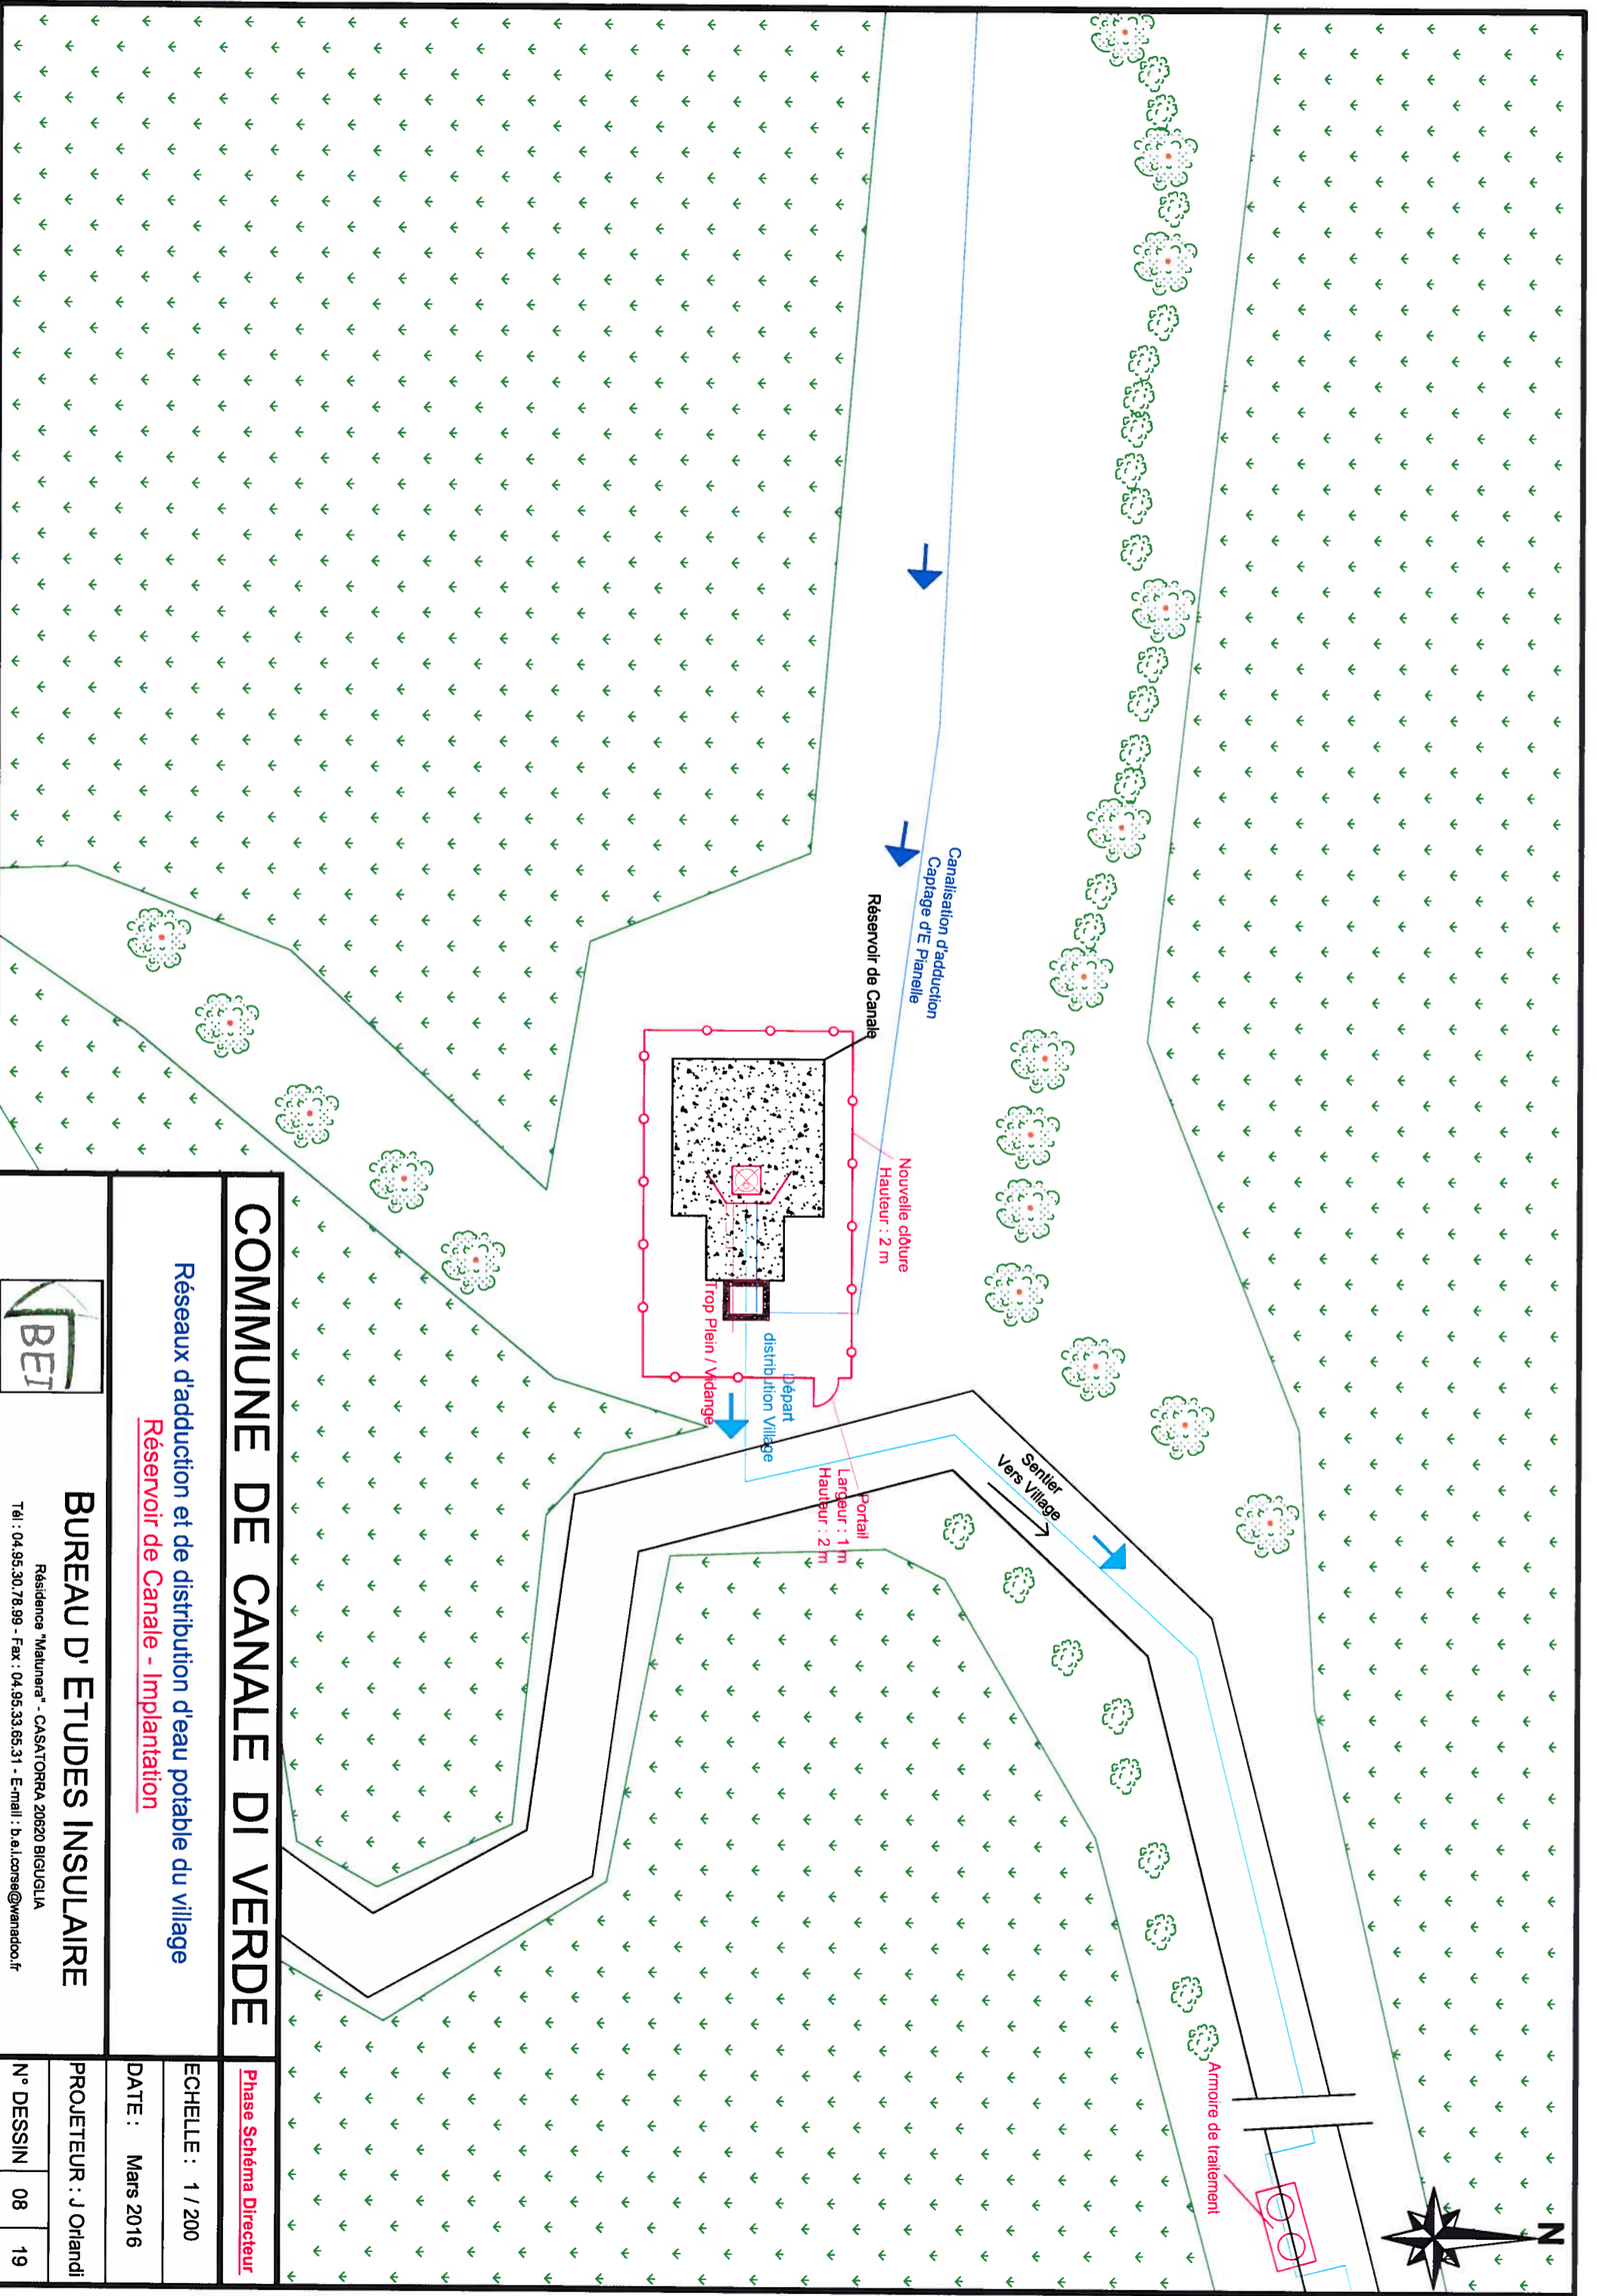 N
Canalisation d'adduction
Captage d'E Pianelle
Réservoir de Canale
Nouvelle clôture
Hauteur : 2 m
Trop Plein / Vidange
Départ
distribution Village
Portail
Largeur : 1 m
Hauteur : 2 m
Sentier
Vers Village
Armoire de traitement
COMMUNE DE CANALE DI VERDE
Phase Schéma Directeur
Réseaux d'adduction et de distribution d'eau potable du village
Réservoir de Canale - Implantation
ECHELLE : 1 / 200
DATE : Mars 2016
BEI
BUREAU D' ETUDES INSULAIRE
Résidence "Matunera" - CASATORRA 20620 BIGUGLIA
Tél : 04.95.30.78.99 - Fax : 04.95.33.65.31 - E-mail : b.e.i.corse@wanadoo.fr
PROJETEUR : J Orlandi
N° DESSIN 08 19